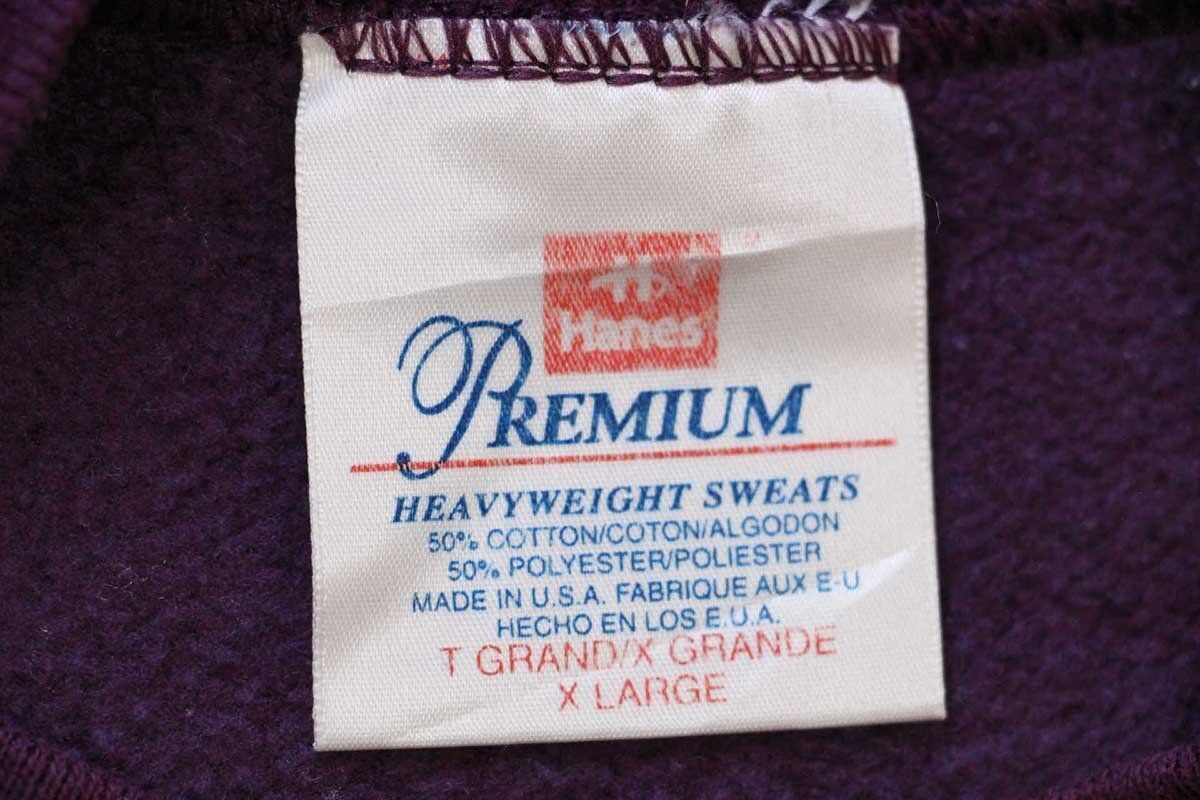 Hanes
PREMIUM
HEAVYWEIGHT SWEATS
50% COTTON/COTON/ALGODON
50% POLYESTER/POLIESTER
MADE IN U.S.A. FABRIQUE AUX E-U
HECHO EN LOS E.U.A.
T GRAND/X GRANDE
X LARGE